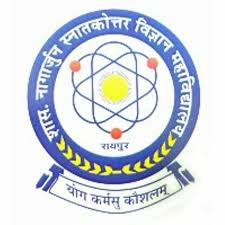 शास. नागार्जुन स्नातकोत्तर विज्ञान महाविद्यालय
रायपुर
योग कर्मसु कौशलम्